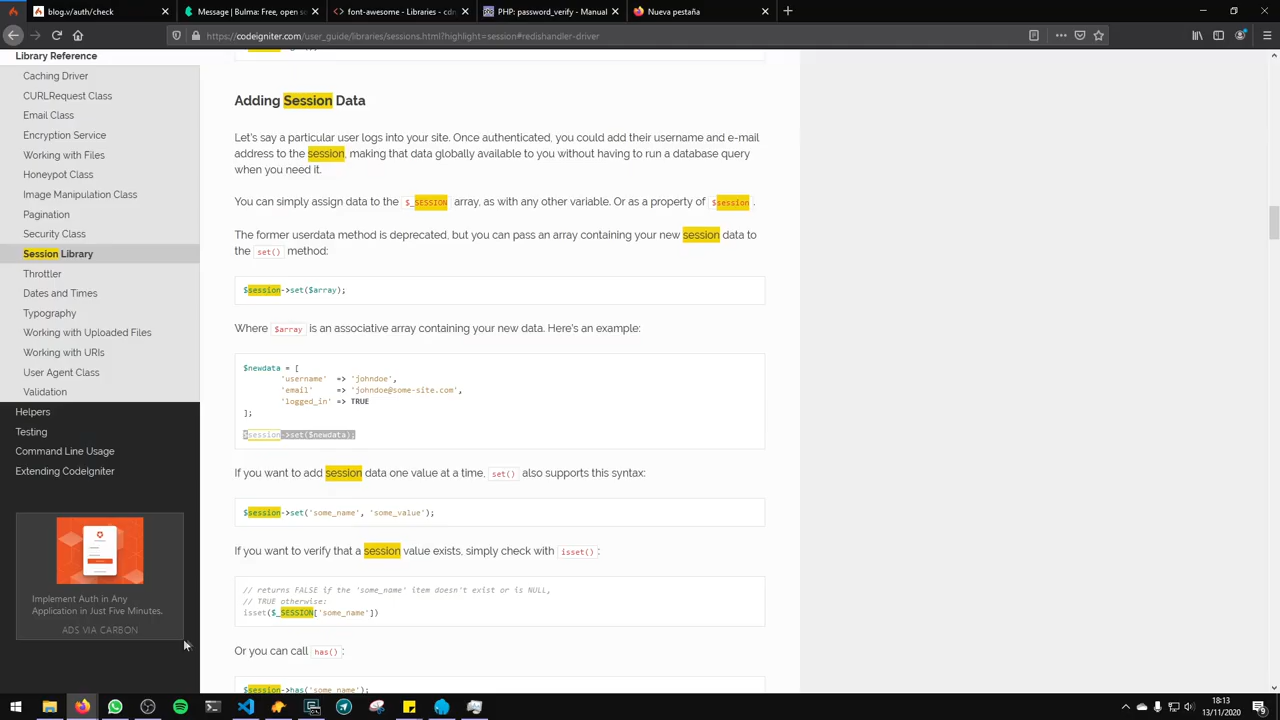 blog.us/auth/check
Message | Bulma: Free, open s
font-awesome - Libraries - cdn
PHP: password_verify - Manual
Nueva pestaña
https://codeigniter.com/user_guide/libraries/sessions.html?highlight=session#redishandler-driver
Library Reference
Caching Driver
CURLRequest Class
Email Class
Encryption Service
Working with Files
Honeypot Class
Image Manipulation Class
Pagination
Security Class
Session Library
Throttler
Dates and Times
Typography
Working with Uploaded Files
Working with URIs
User Agent Class
Validation
Helpers
Testing
Command Line Usage
Extending CodeIgniter
Implement Auth in Any
Application in Just Five Minutes.
ADS VIA CARBON
Adding Session Data
Let's say a particular user logs into your site. Once authenticated, you could add their username and e-mail
address to the session, making that data globally available to you without having to run a database query
when you need it.
You can simply assign data to the $_SESSION array, as with any other variable. Or as a property of $session .
The former userdata method is deprecated, but you can pass an array containing your new session data to
the set() method:
$session->set($array);
Where $array is an associative array containing your new data. Here's an example:
$newdata = [
'username' => 'johndoe',
'email' => 'johndoe@some-site.com',
'logged_in' => TRUE
];
$session->set($newdata);
If you want to add session data one value at a time, set() also supports this syntax:
$session->set('some_name', 'some_value');
If you want to verify that a session value exists, simply check with isset():
// returns FALSE if the 'some_name' item doesn't exist or is NULL,
// TRUE otherwise:
isset($_SESSION['some_name'])
Or you can call has():
$session->has('some_name');
18:13
13/11/2020